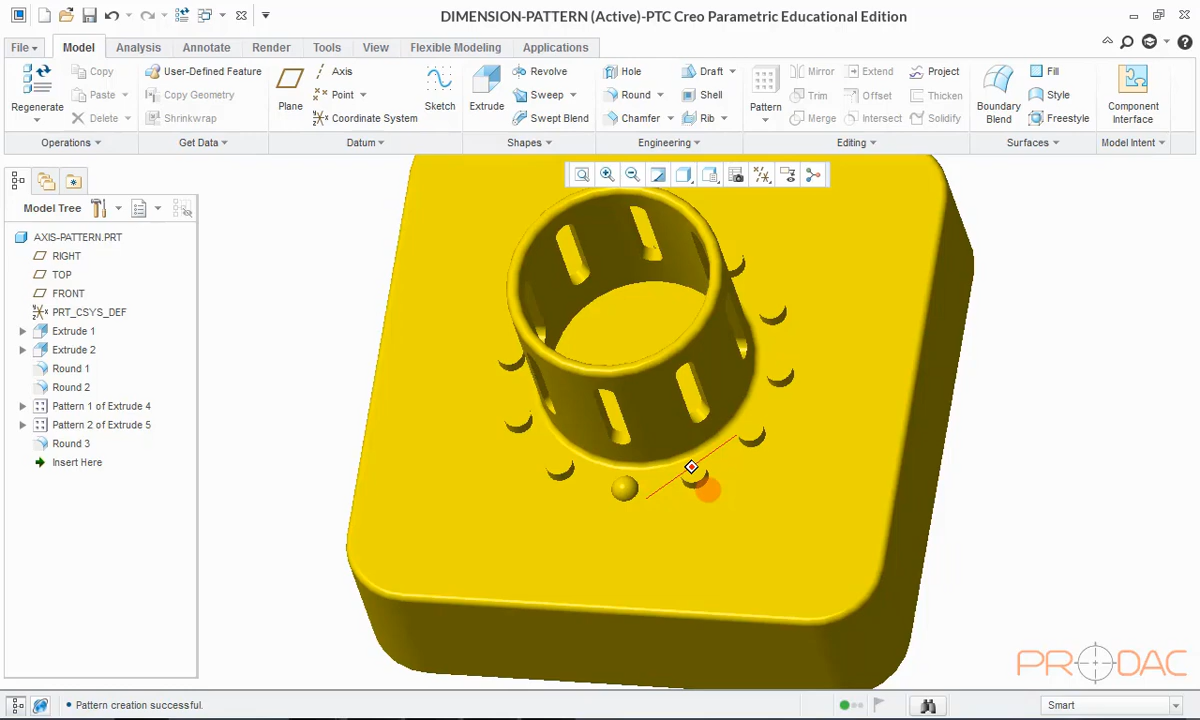 DIMENSION-PATTERN (Active)-PTC Creo Parametric Educational Edition
File Model Analysis Annotate Render Tools View Flexible Modeling Applications
Regenerate
Copy
Paste
Delete
Operations
User-Defined Feature
Copy Geometry
Shrinkwrap
Get Data
Plane
Axis
Point
Coordinate System
Sketch
Datum
Extrude
Revolve
Sweep
Swept Blend
Shapes
Hole
Round
Chamfer
Draft
Shell
Rib
Engineering
Pattern
Mirror
Trim
Merge
Extend
Offset
Intersect
Project
Thicken
Solidify
Editing
Boundary
Blend
Fill
Style
Freestyle
Surfaces
Component
Interface
Model Intent
Model Tree
AXIS-PATTERN.PRT
RIGHT
TOP
FRONT
PRT_CSYS_DEF
Extrude 1
Extrude 2
Round 1
Round 2
Pattern 1 of Extrude 4
Pattern 2 of Extrude 5
Round 3
Insert Here
PRODAC
• Pattern creation successful.
Smart